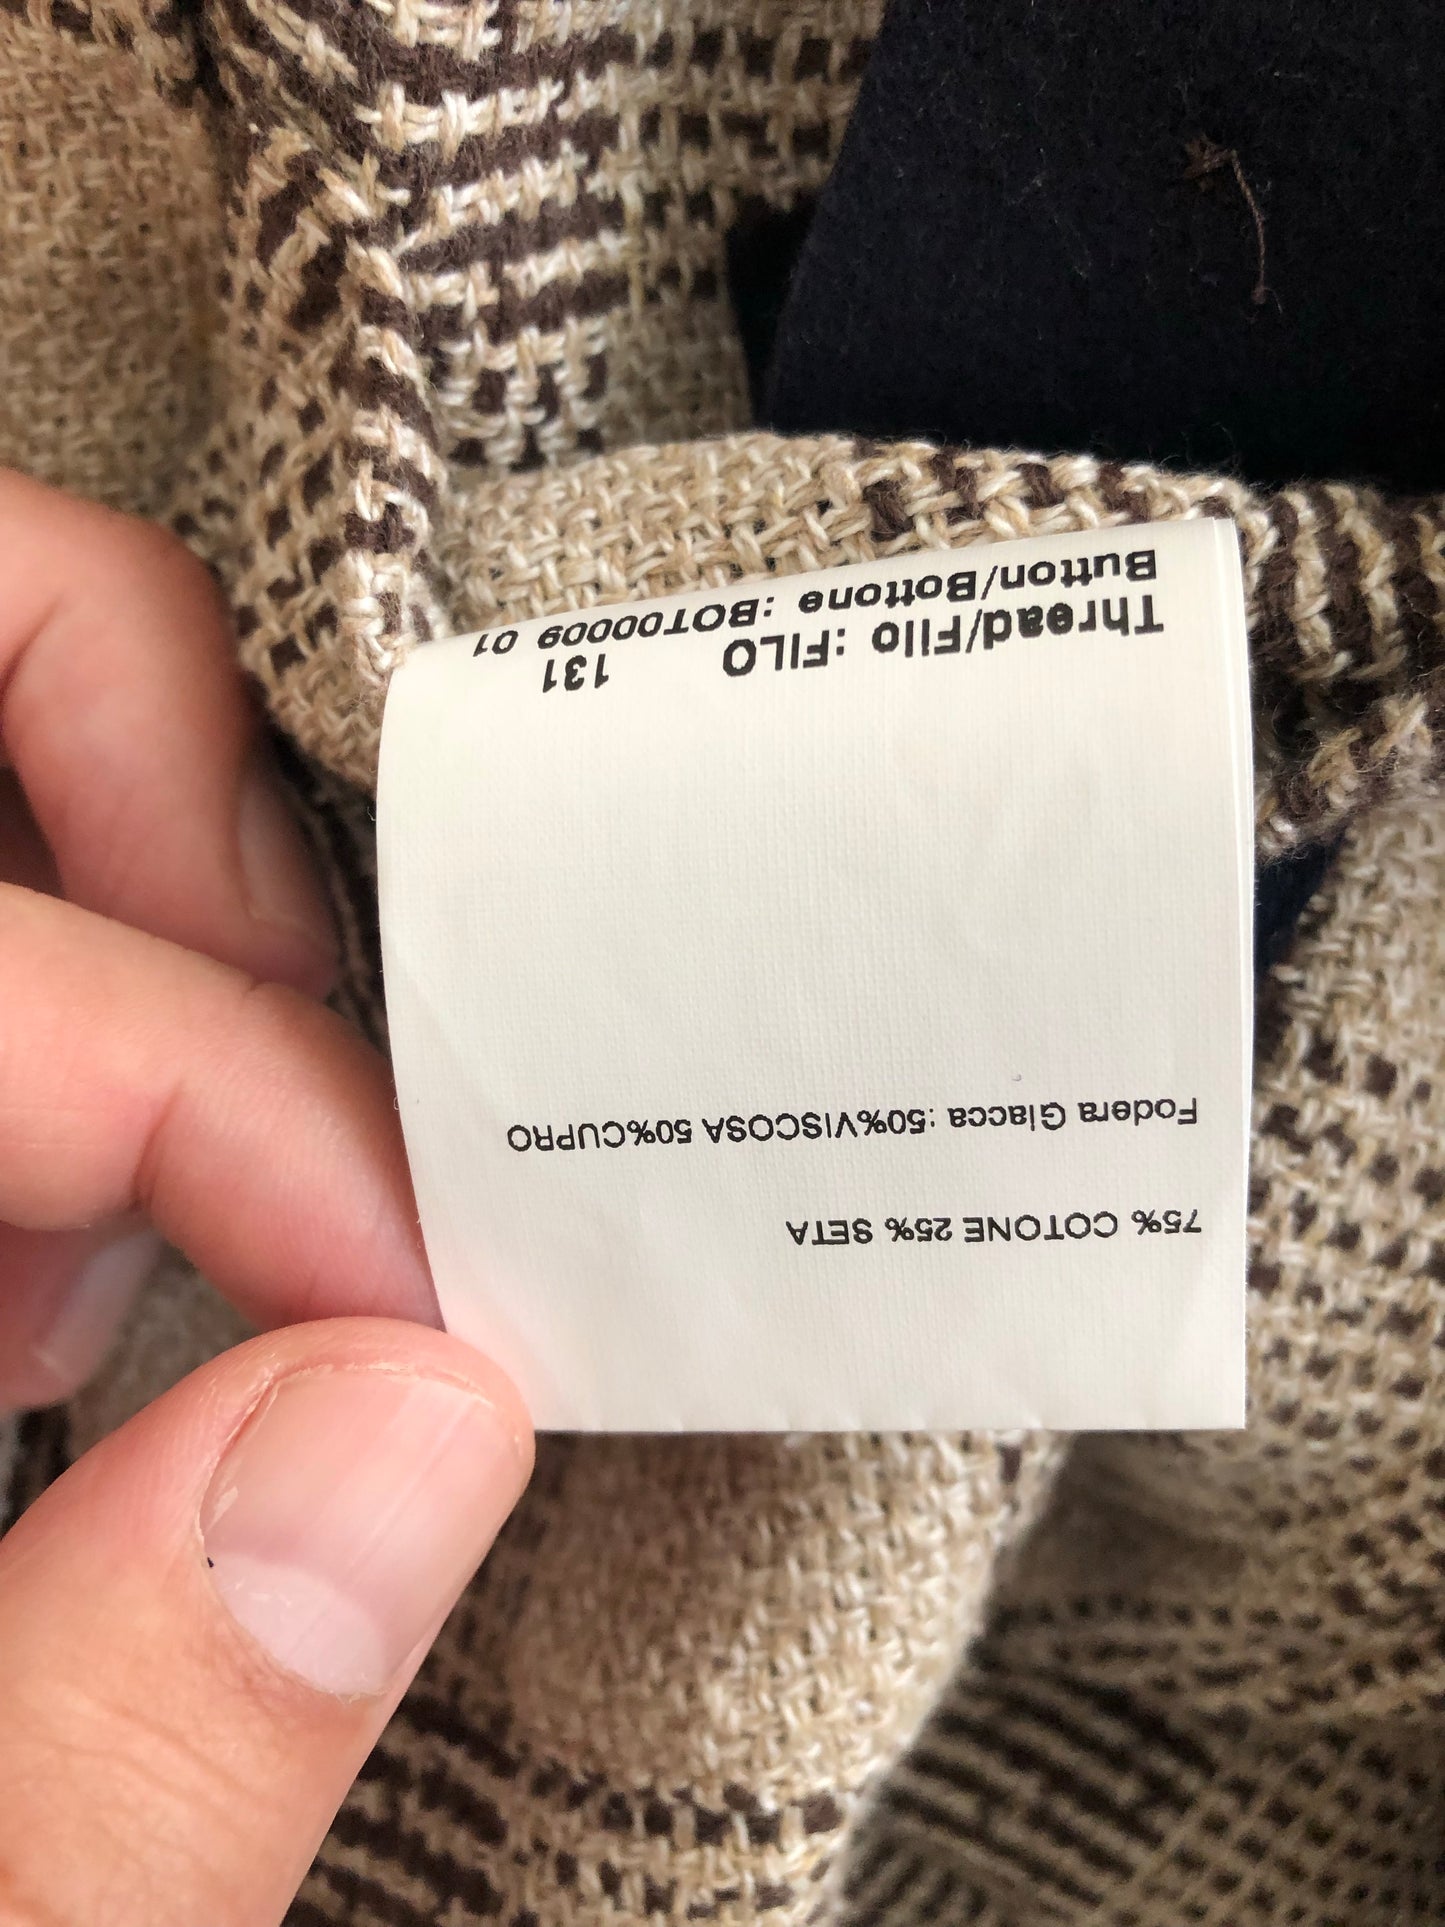 75% COTONE 25% SETA
Fodera Giacca :50%VISCOSA 50%CUPRO
Thread/Filo :FILO 131
Button/Bottone :BOT00009 01